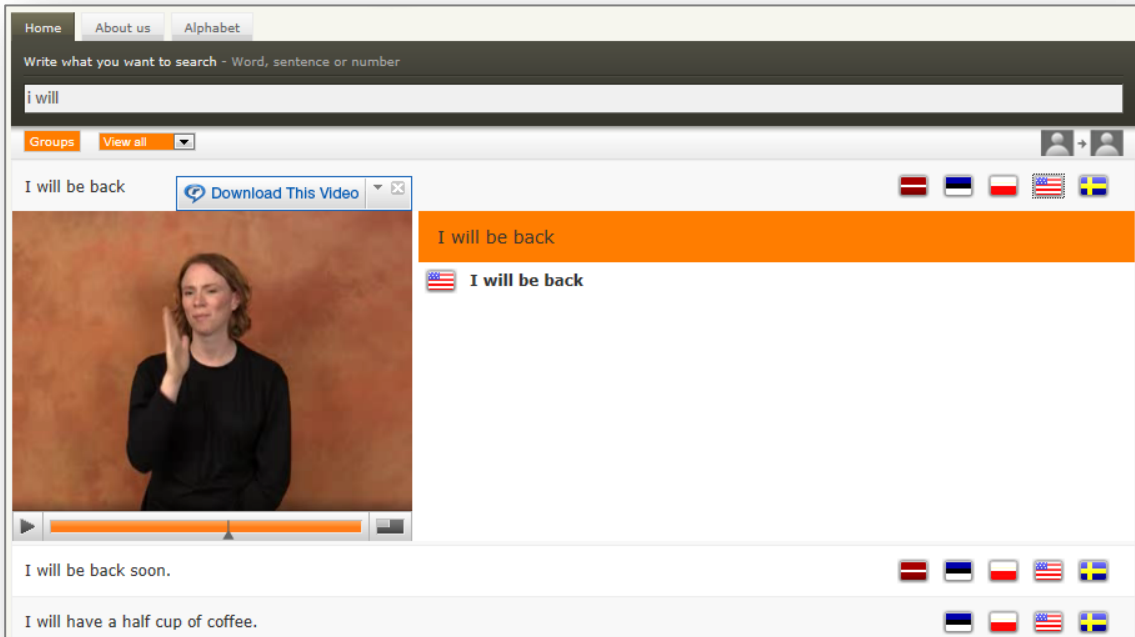 Home About us Alphabet
Write what you want to search - Word, sentence or number
i will
Groups View all
I will be back
Download This Video
I will be back
I will be back
I will be back soon.
I will have a half cup of coffee.